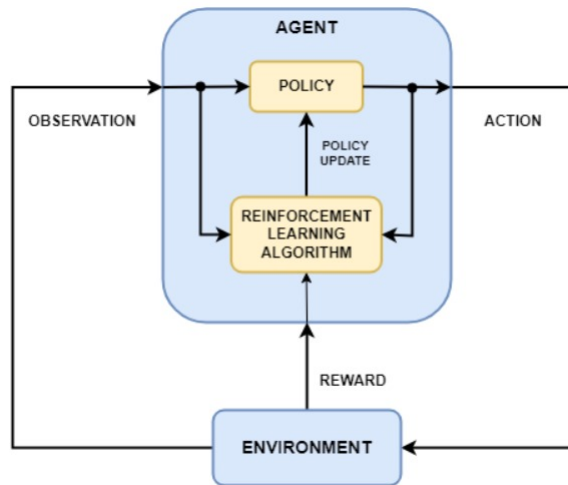 AGENT
POLICY
OBSERVATION
ACTION
POLICY
UPDATE
REINFORCEMENT
LEARNING
ALGORITHM
REWARD
ENVIRONMENT